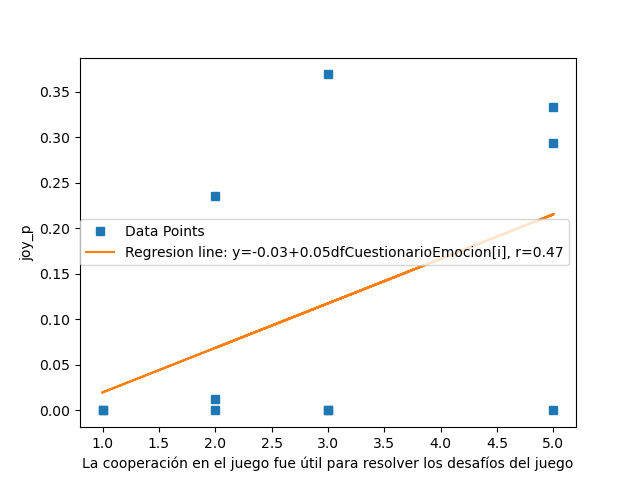 0.35
0.30
0.25
0.20
0.15
0.10
0.05
0.00
joy_p
Data Points
Regresion line: y=-0.03+0.05dfCuestionarioEmocion[i], r=0.47
1.0 1.5 2.0 2.5 3.0 3.5 4.0 4.5 5.0
La cooperación en el juego fue útil para resolver los desafíos del juego